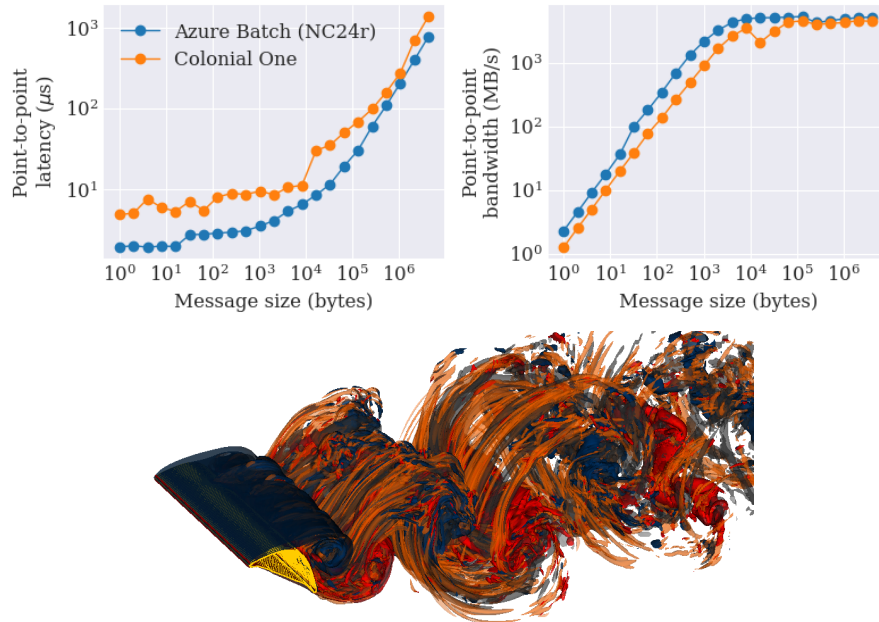 Point-to-point
latency (μs)
10³
10²
10¹
Azure Batch (NC24r)
Colonial One
10⁰ 10¹ 10² 10³ 10⁴ 10⁵ 10⁶
Message size (bytes)
Point-to-point
bandwidth (MB/s)
10³
10²
10¹
10⁰
10⁰ 10¹ 10² 10³ 10⁴ 10⁵ 10⁶
Message size (bytes)